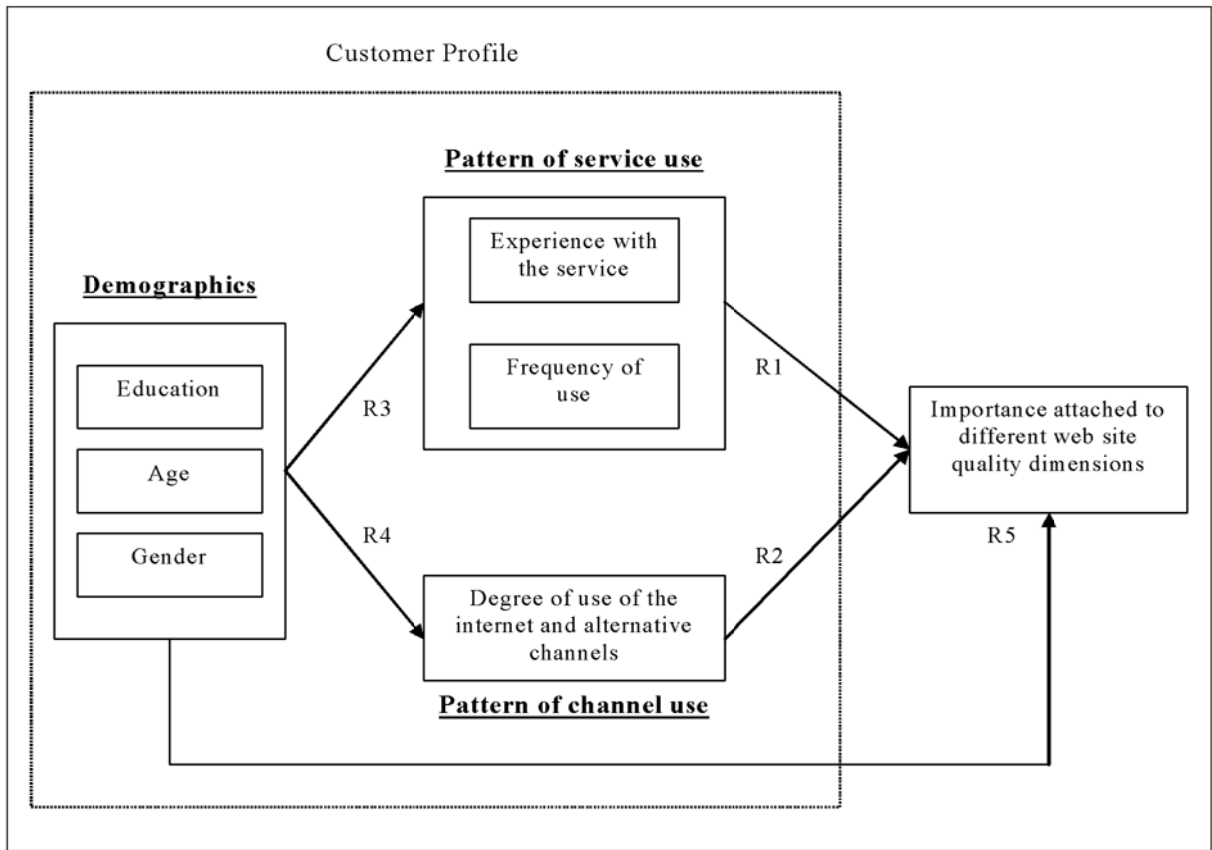 Customer Profile
Pattern of service use
Experience with
the service
Demographics
Frequency of
use
R1
Education
R3
Importance attached to
different web site
quality dimensions
Age
R4
R2
R5
Gender
Degree of use of the
internet and alternative
channels
Pattern of channel use